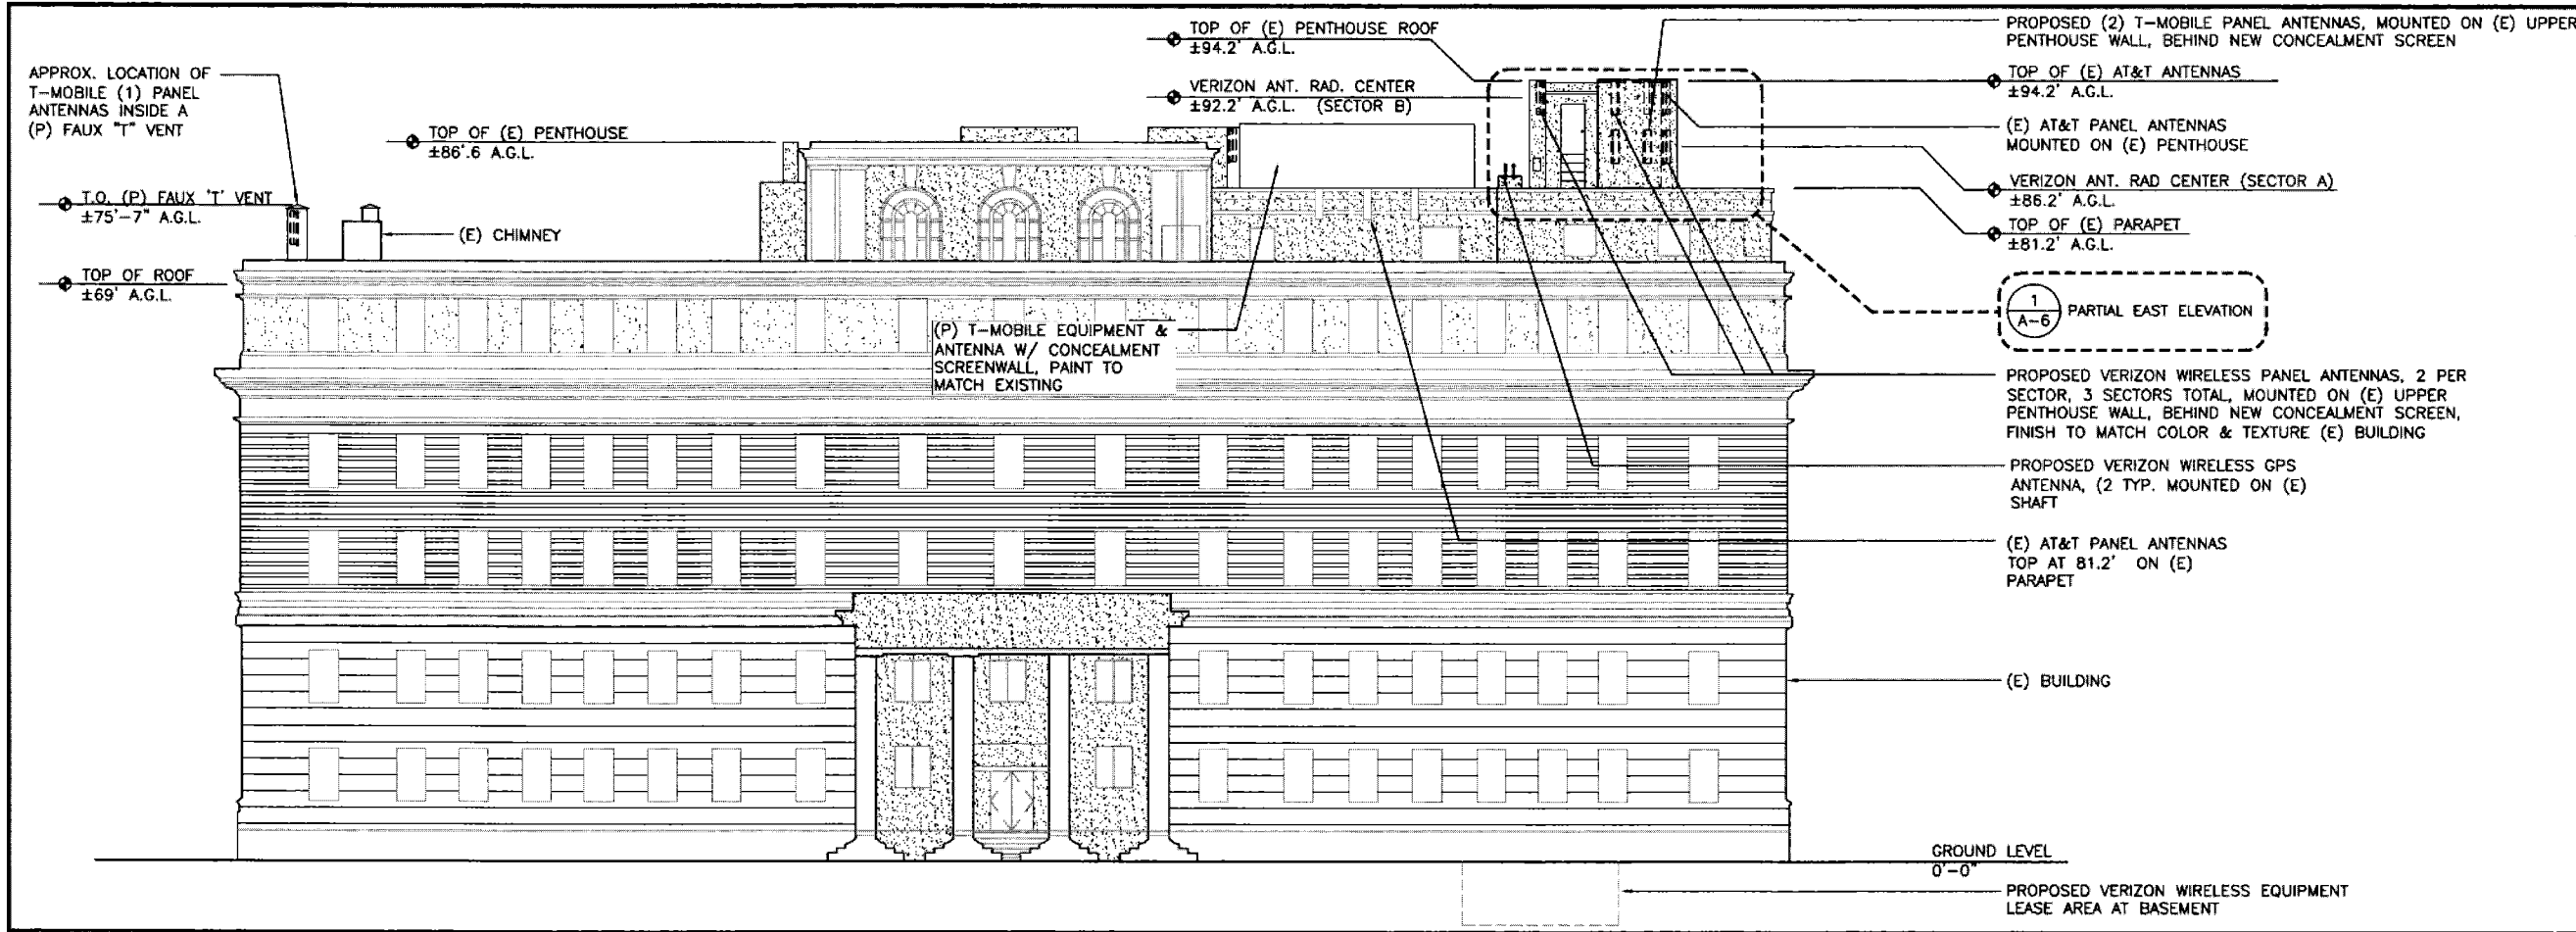 APPROX. LOCATION OF
T-MOBILE (1) PANEL
ANTENNAS INSIDE A
(P) FAUX "T" VENT
T.O. (P) FAUX 'T' VENT
±75'-7" A.G.L.
TOP OF ROOF
±69' A.G.L.
TOP OF (E) PENTHOUSE
±86'.6 A.G.L.
(E) CHIMNEY
TOP OF (E) PENTHOUSE ROOF
±94.2' A.G.L.
VERIZON ANT. RAD. CENTER
±92.2' A.G.L. (SECTOR B)
(P) T-MOBILE EQUIPMENT &
ANTENNA W/ CONCEALMENT
SCREENWALL, PAINT TO
MATCH EXISTING
PROPOSED (2) T-MOBILE PANEL ANTENNAS, MOUNTED ON (E) UPPER
PENTHOUSE WALL, BEHIND NEW CONCEALMENT SCREEN
TOP OF (E) AT&T ANTENNAS
±94.2' A.G.L.
(E) AT&T PANEL ANTENNAS
MOUNTED ON (E) PENTHOUSE
VERIZON ANT. RAD CENTER (SECTOR A)
±86.2' A.G.L.
TOP OF (E) PARAPET
±81.2' A.G.L.
1
A-6
PARTIAL EAST ELEVATION
PROPOSED VERIZON WIRELESS PANEL ANTENNAS, 2 PER
SECTOR, 3 SECTORS TOTAL, MOUNTED ON (E) UPPER
PENTHOUSE WALL, BEHIND NEW CONCEALMENT SCREEN,
FINISH TO MATCH COLOR & TEXTURE (E) BUILDING
PROPOSED VERIZON WIRELESS GPS
ANTENNA, (2 TYP. MOUNTED ON (E)
SHAFT
(E) AT&T PANEL ANTENNAS
TOP AT 81.2' ON (E)
PARAPET
(E) BUILDING
GROUND LEVEL
0'-0"
PROPOSED VERIZON WIRELESS EQUIPMENT
LEASE AREA AT BASEMENT